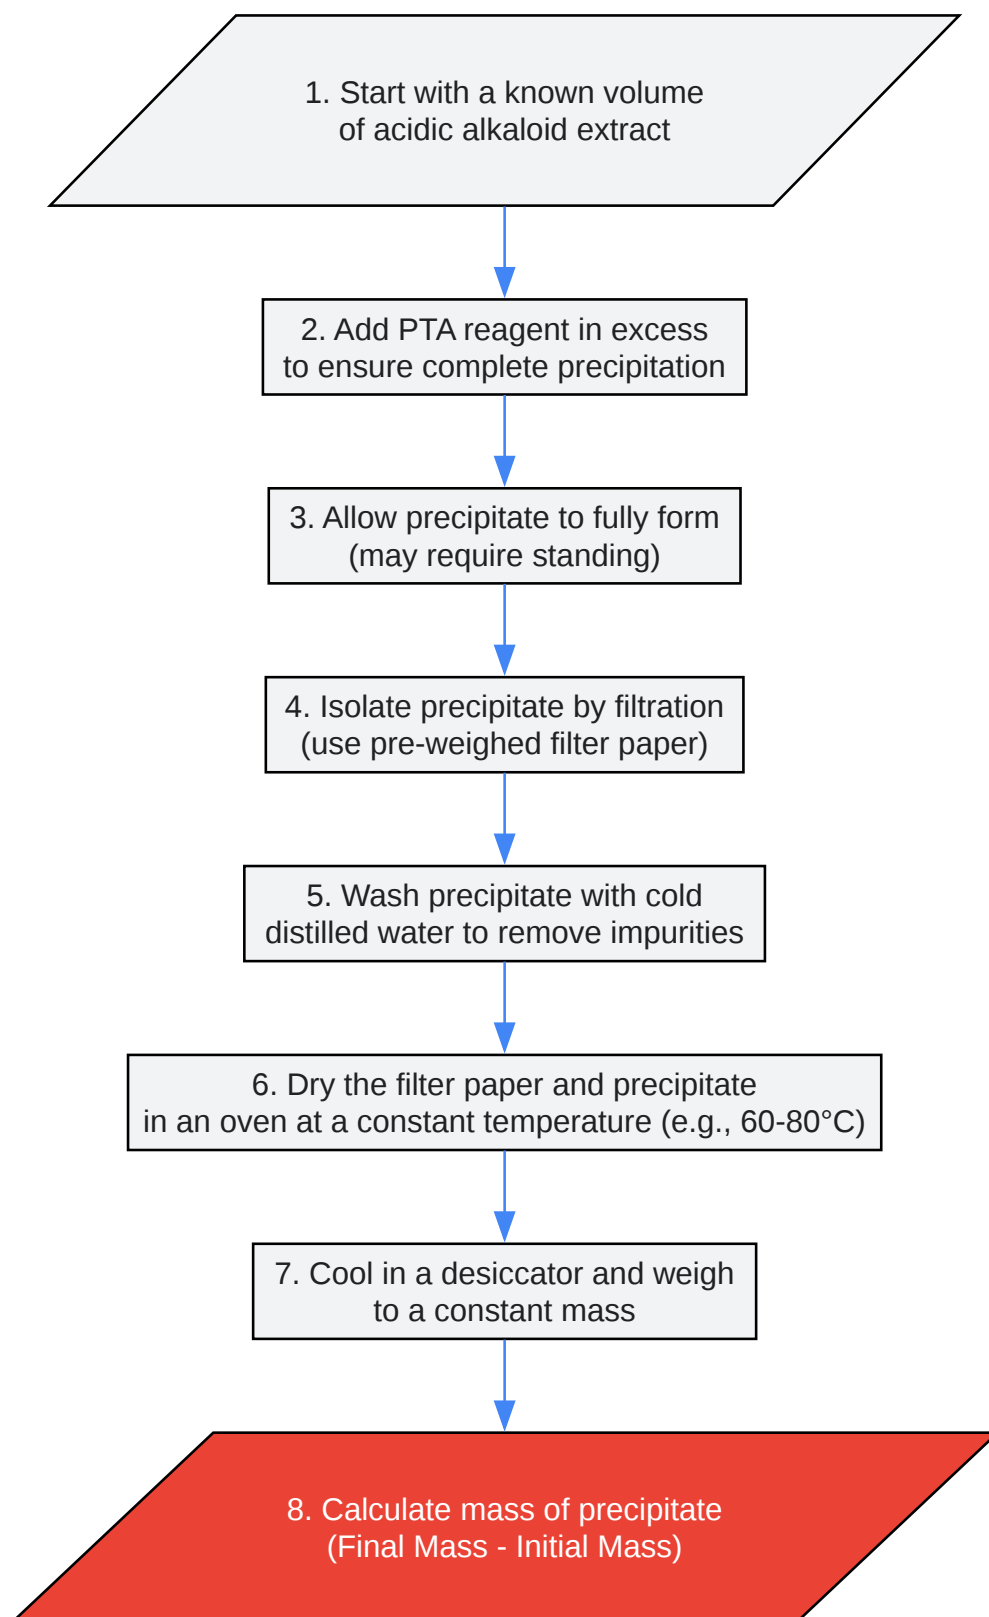 1. Start with a known volume
of acidic alkaloid extract
2. Add PTA reagent in excess
to ensure complete precipitation
3. Allow precipitate to fully form
(may require standing)
4. Isolate precipitate by filtration
(use pre-weighed filter paper)
5. Wash precipitate with cold
distilled water to remove impurities
6. Dry the filter paper and precipitate
in an oven at a constant temperature (e.g., 60-80°C)
7. Cool in a desiccator and weigh
to a constant mass
8. Calculate mass of precipitate
(Final Mass - Initial Mass)